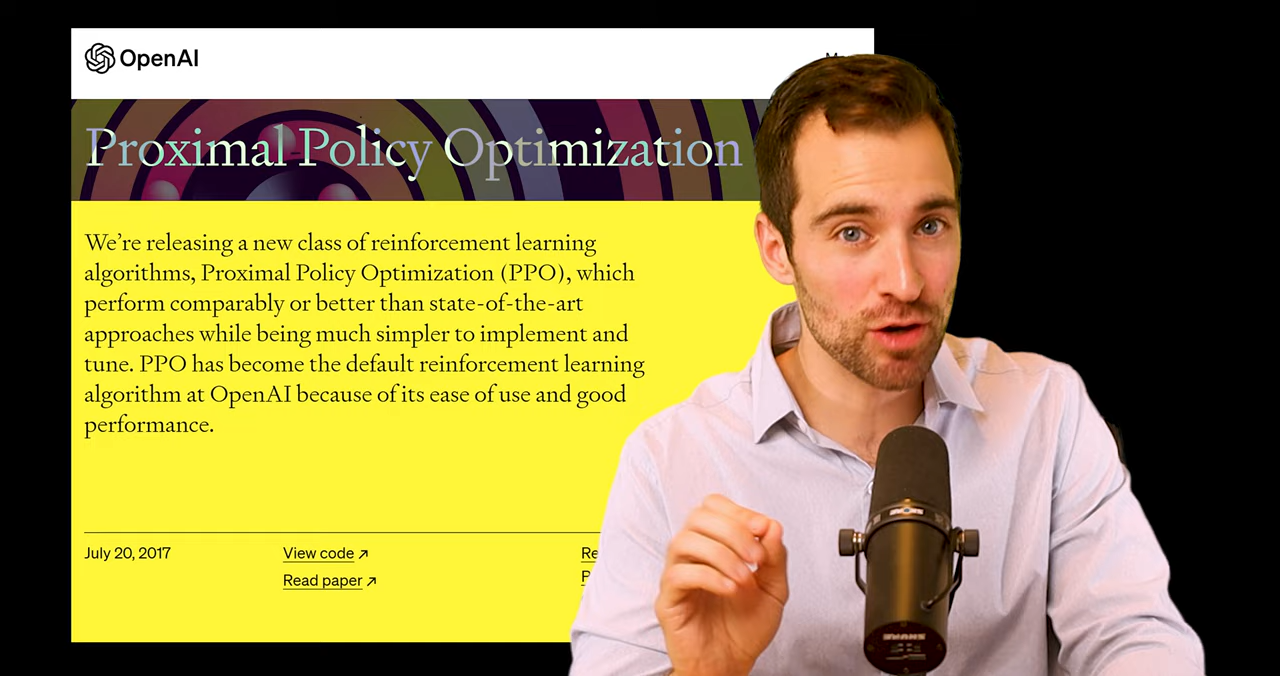 OpenAI
Proximal Policy Optimization
We’re releasing a new class of reinforcement learning
algorithms, Proximal Policy Optimization (PPO), which
perform comparably or better than state-of-the-art
approaches while being much simpler to implement and
tune. PPO has become the default reinforcement learning
algorithm at OpenAI because of its ease of use and good
performance.
July 20, 2017
View code ↗
Read paper ↗
SHURE